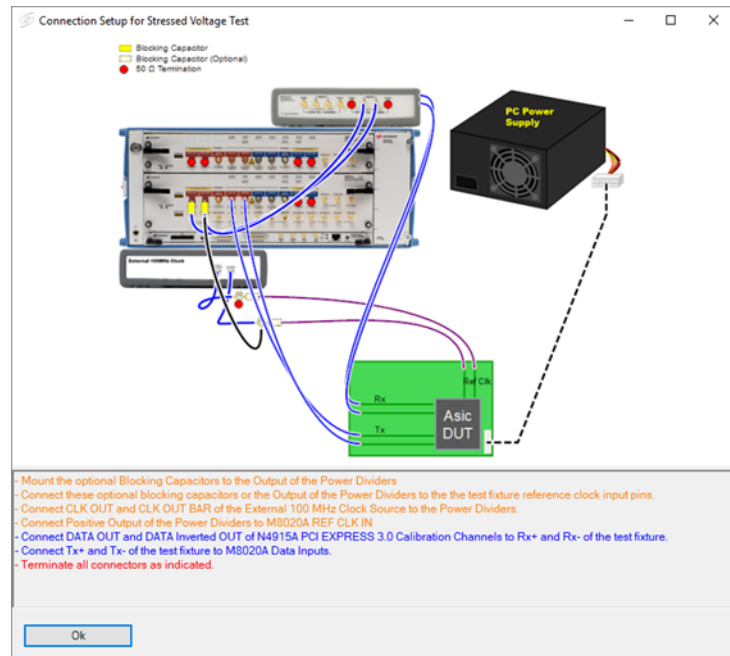 Connection Setup for Stressed Voltage Test
Blocking Capacitor
Blocking Capacitor (Optional)
50 Ω Termination
PC Power
Supply
External 100MHz Clock
Ref Clk
Rx
Tx
Asic
DUT
- Mount the optional Blocking Capacitors to the Output of the Power Dividers
- Connect these optional blocking capacitors or the Output of the Power Dividers to the the test fixture reference clock input pins.
- Connect CLK OUT and CLK OUT BAR of the External 100 MHz Clock Source to the Power Dividers.
- Connect Positive Output of the Power Dividers to M8020A REF CLK IN
- Connect DATA OUT and DATA Inverted OUT of N4915A PCI EXPRESS 3.0 Calibration Channels to Rx+ and Rx- of the test fixture.
- Connect Tx+ and Tx- of the test fixture to M8020A Data Inputs.
- Terminate all connectors as indicated.
Ok